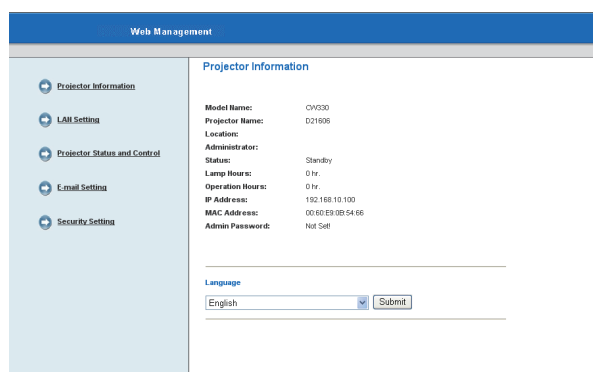 Web Management
Projector Information
Projector Information
LAN Setting
Projector Status and Control
E-mail Setting
Security Setting
Model Name: CW330
Projector Name: D21606
Location:
Administrator:
Status: Standby
Lamp Hours: 0 hr.
Operation Hours: 0 hr.
IP Address: 192.168.10.100
MAC Address: 00:60:E9:0B:54:66
Admin Password: Not Set!
Language
English Submit